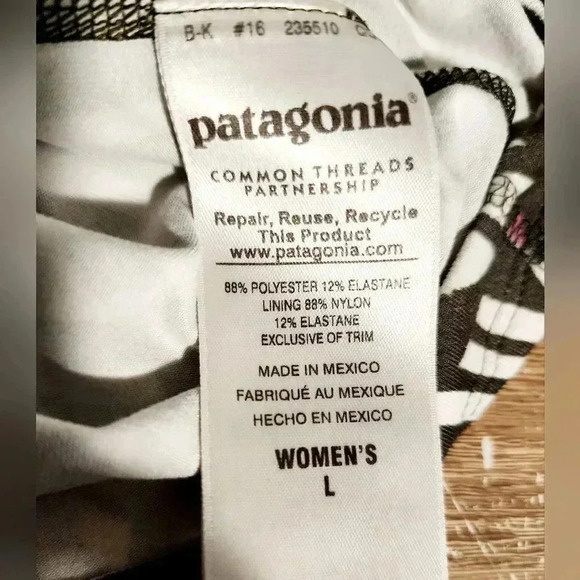 B-K #16 235510
patagonia®
COMMON THREADS
PARTNERSHIP
Repair, Reuse, Recycle
This Product
www.patagonia.com
88% POLYESTER 12% ELASTANE
LINING 88% NYLON
12% ELASTANE
EXCLUSIVE OF TRIM
MADE IN MEXICO
FABRIQUÉ AU MEXIQUE
HECHO EN MEXICO
WOMEN'S
L